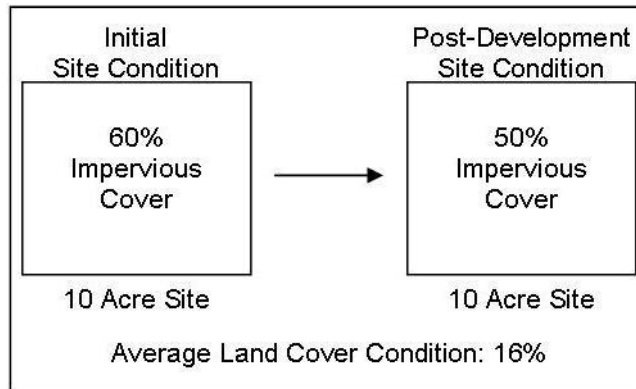 Initial
Site Condition
60%
Impervious
Cover
10 Acre Site
Post-Development
Site Condition
50%
Impervious
Cover
10 Acre Site
Average Land Cover Condition: 16%